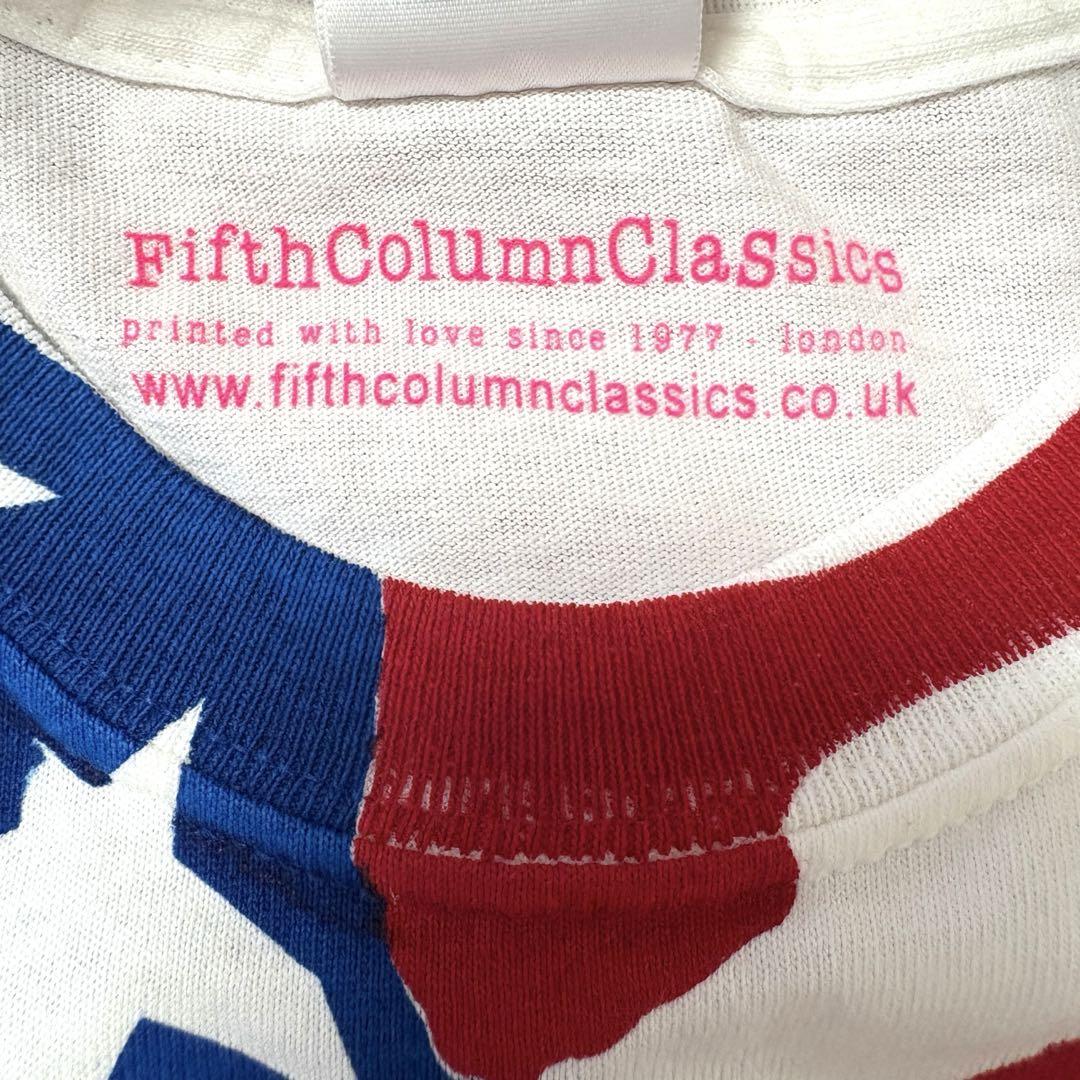 FifthColumnClassics
printed with love since 1977 - london
www.fifthcolumnclassics.co.uk